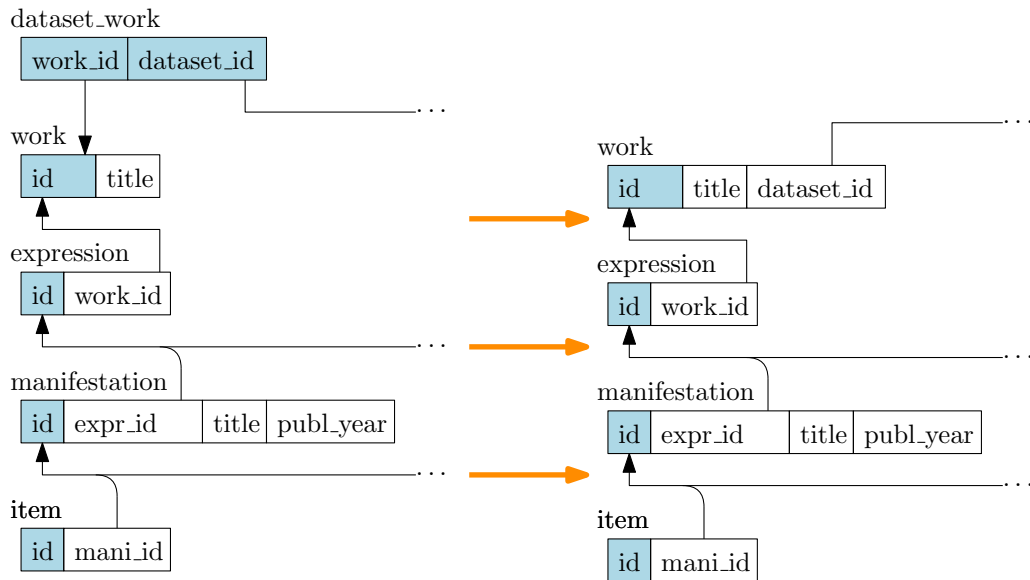 dataset_work
work_id dataset_id
...
work
id title
expression
id work_id
...
manifestation
id expr_id title publ_year
...
item
id mani_id
...
work
id title dataset_id
expression
id work_id
...
manifestation
id expr_id title publ_year
...
item
id mani_id